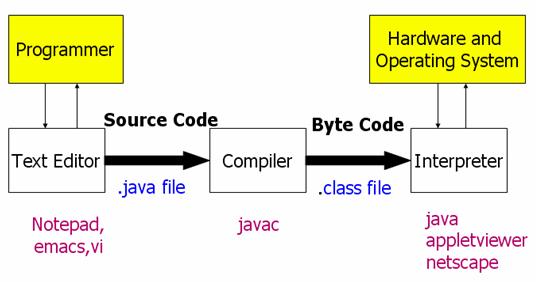 Programmer
Hardware and
Operating System
Source Code
Byte Code
Text Editor
Compiler
Interpreter
.java file
.class file
Notepad,
emacs,vi
javac
java
appletviewer
netscape